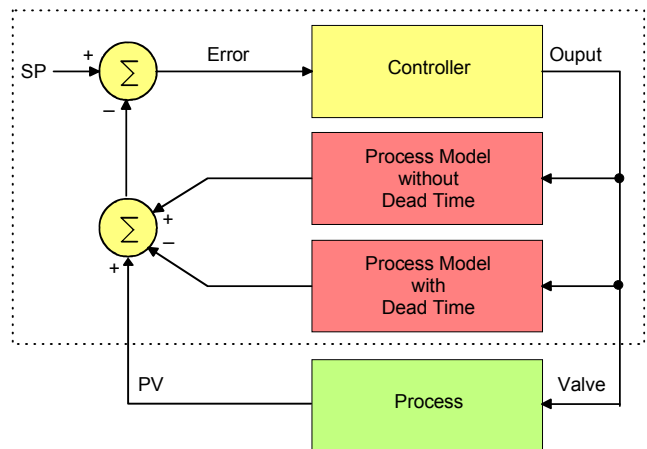 SP
+
Σ
–
Error
Controller
Ouput
Process Model
without
Dead Time
Σ
+
–
+
Process Model
with
Dead Time
PV
Process
Valve